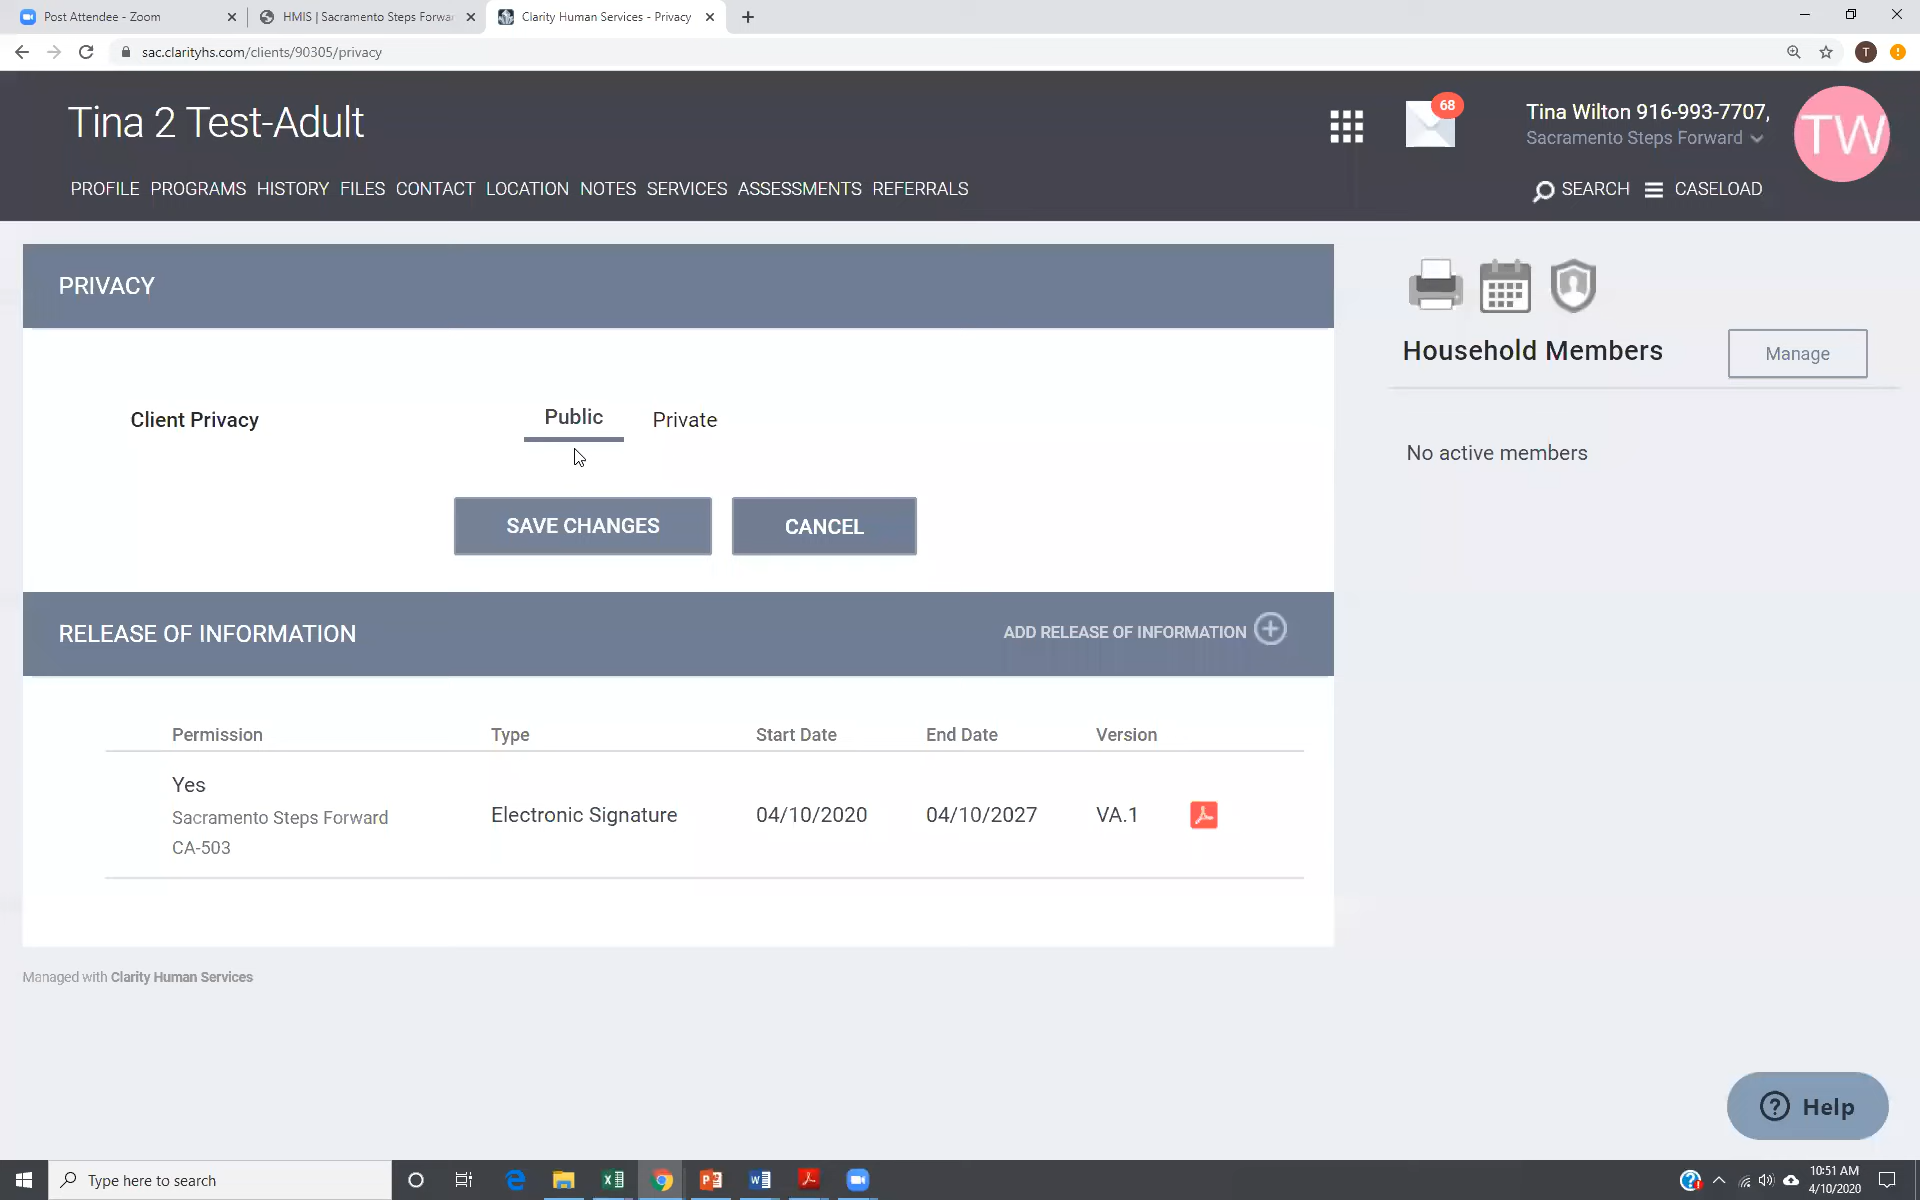 Post Attendee - Zoom
HMIS | Sacramento Steps Forwar
Clarity Human Services - Privacy
sac.clarityhs.com/clients/90305/privacy
T
Tina 2 Test-Adult
68
Tina Wilton 916-993-7707,
Sacramento Steps Forward
TW
PROFILE PROGRAMS HISTORY FILES CONTACT LOCATION NOTES SERVICES ASSESSMENTS REFERRALS
SEARCH CASELOAD
PRIVACY
Household Members
Manage
Client Privacy Public Private
No active members
SAVE CHANGES CANCEL
RELEASE OF INFORMATION
ADD RELEASE OF INFORMATION
Permission Type Start Date End Date Version
Yes
Sacramento Steps Forward
CA-503
Electronic Signature 04/10/2020 04/10/2027 VA.1
Managed with Clarity Human Services
? Help
Type here to search
10:51 AM
4/10/2020